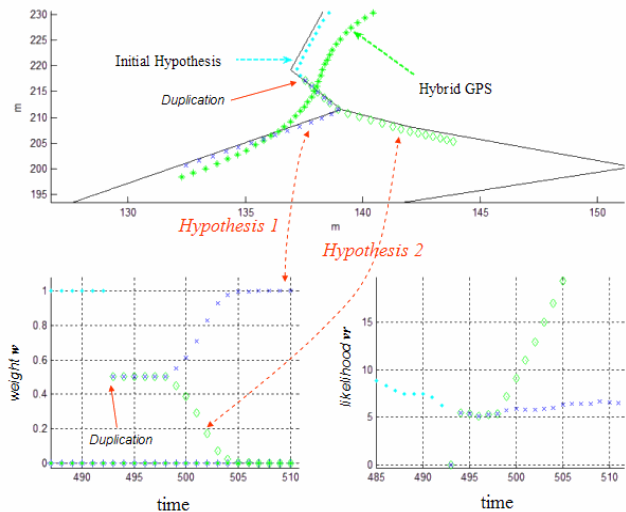 230
225
220
215
210
205
200
195
m
Initial Hypothesis
Duplication
Hybrid GPS
130
135
140
145
150
m
Hypothesis 1
Hypothesis 2
weight w
1
0.8
0.6
0.4
0.2
0
Duplication
490
495
500
505
510
time
likelihood vr
15
10
5
0
485
490
495
500
505
510
time